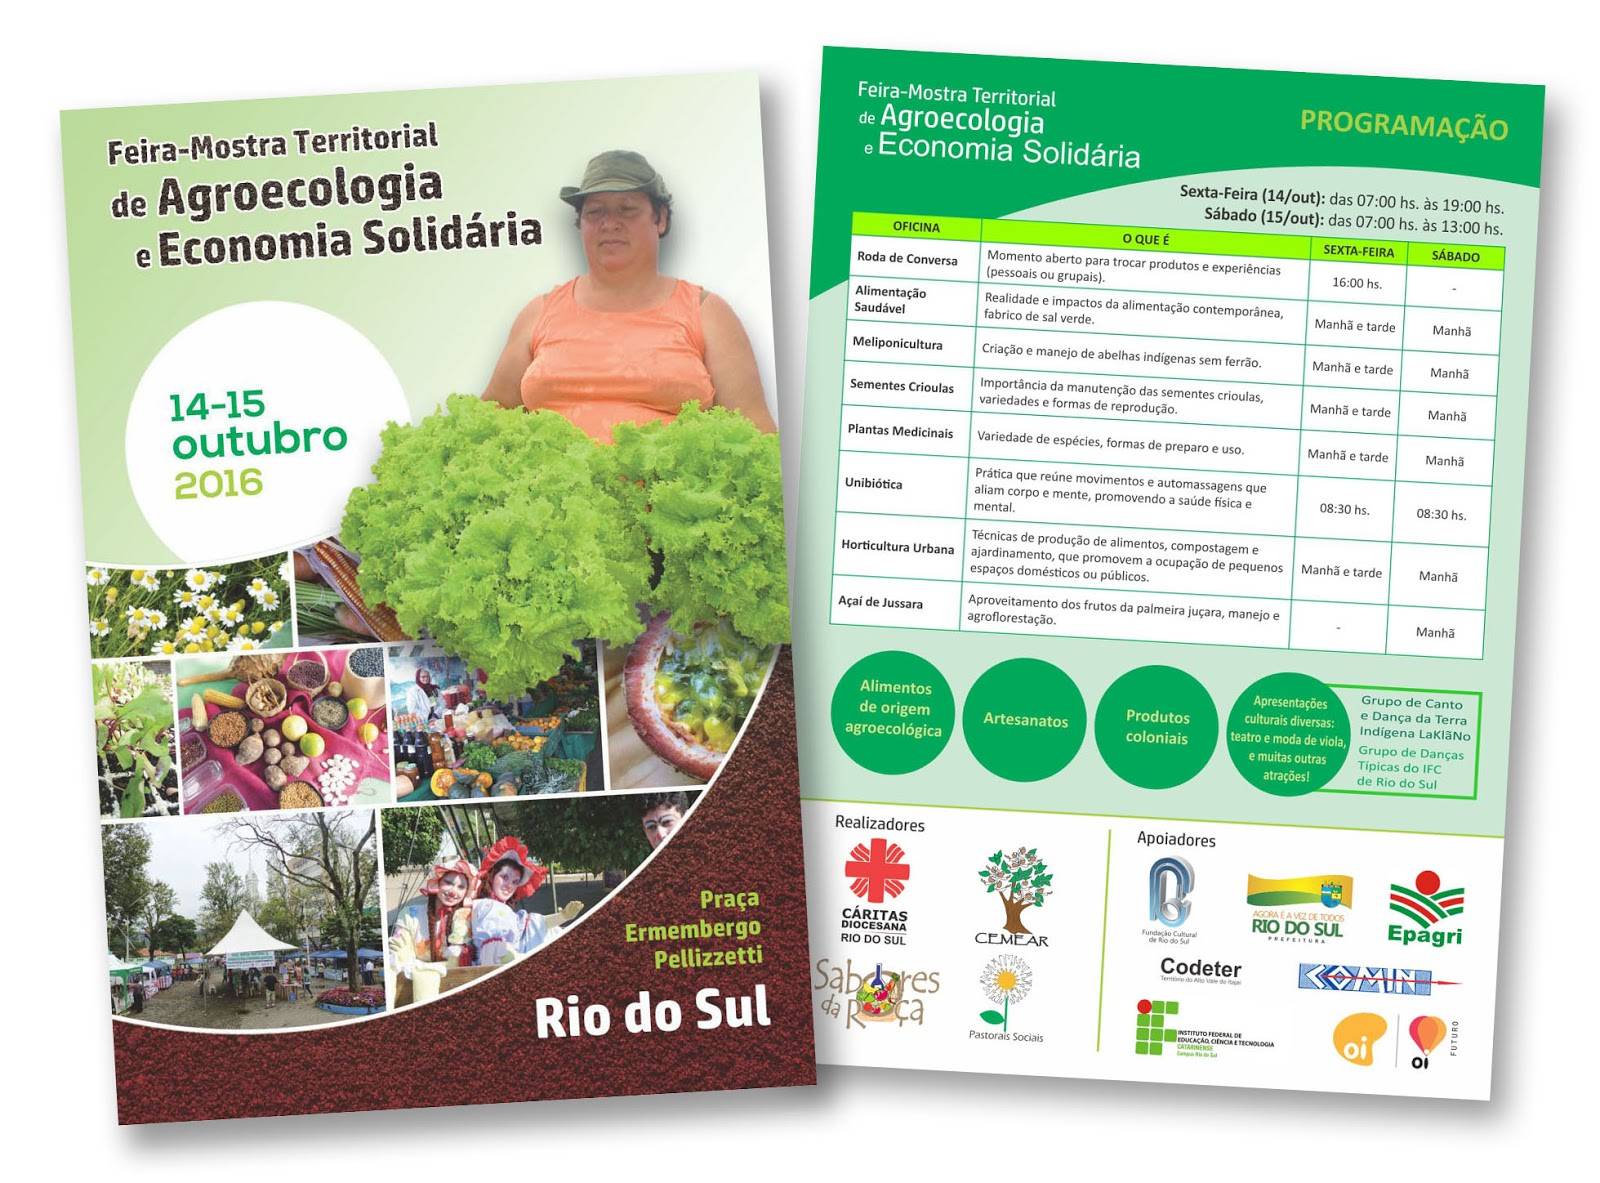 Feira-Mostra Territorial
de Agroecologia
e Economia Solidária
14-15
outubro
2016
Praça
Ermembergo
Pellizzetti
Rio do Sul
Feira-Mostra Territorial
de Agroecologia
e Economia Solidária
PROGRAMAÇÃO
Sexta-Feira (14/out): das 07:00 hs. às 19:00 hs.
Sábado (15/out): das 07:00 hs. às 13:00 hs.
OFICINA O QUE É SEXTA-FEIRA SÁBADO
Roda de Conversa
Momento aberto para trocar produtos e experiências
(pessoais ou grupais).
16:00 hs. -
Alimentação
Saudável
Realidade e impactos da alimentação contemporânea,
fabrico de sal verde.
Manhã e tarde Manhã
Meliponicultura Criação e manejo de abelhas indígenas sem ferrão. Manhã e tarde Manhã
Sementes Crioulas
Importância da manutenção das sementes crioulas,
variedades e formas de reprodução.
Manhã e tarde Manhã
Plantas Medicinais Variedade de espécies, formas de preparo e uso. Manhã e tarde Manhã
Unibiótica
Prática que reúne movimentos e automassagens que
aliam corpo e mente, promovendo a saúde física e
mental.
08:30 hs. 08:30 hs.
Horticultura Urbana
Técnicas de produção de alimentos, compostagem e
ajardinamento, que promovem a ocupação de pequenos
espaços domésticos ou públicos.
Manhã e tarde Manhã
Açaí de Jussara
Aproveitamento dos frutos da palmeira juçara, manejo e
agroflorestação.
- Manhã
Alimentos
de origem
agroecológica
Artesanatos
Produtos
coloniais
Apresentações
culturais diversas:
teatro e moda de viola,
e muitas outras
atrações!
Grupo de Canto
e Dança da Terra
Indígena LaKlãNo
Grupo de Danças
Típicas do IFC
de Rio do Sul
Realizadores
CÁRITAS
DIOCESANA
RIO DO SUL
CEMEAR
Sabores
da Roça
Pastorais Sociais
Apoiadores
Fundação Cultural
de Rio do Sul
AGORA É A VEZ DE TODOS
RIO DO SUL
PREFEITURA
Epagri
Codeter
Território do Alto Vale do Itajaí
COMIN
INSTITUTO FEDERAL DE
EDUCAÇÃO, CIÊNCIA E TECNOLOGIA
CATARINENSE
Campus Rio do Sul
oi
oi
FUTURO